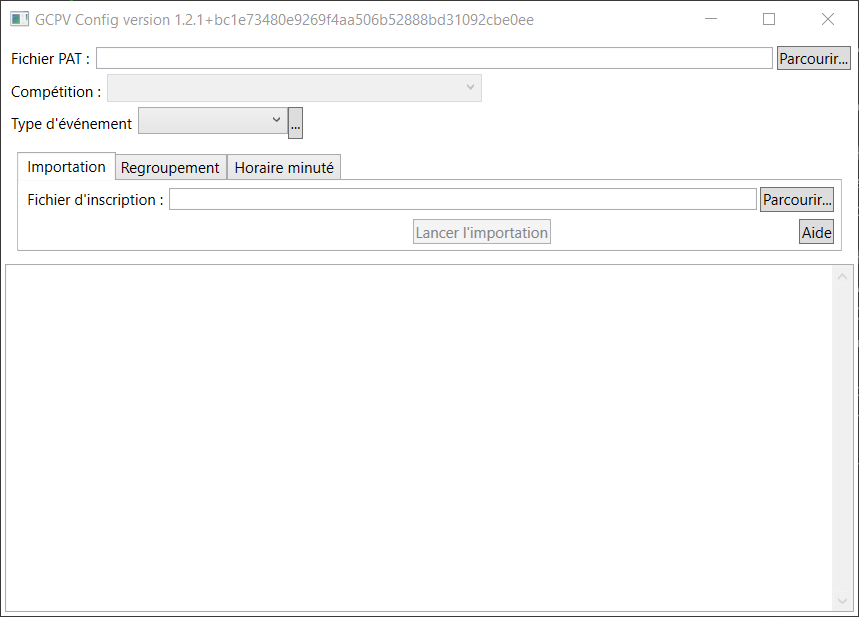 GCPV Config version 1.2.1+bc1e73480e9269f4aa506b52888bd31092cbe0ee
Fichier PAT : Parcourir...
Compétition :
Type d'événement ...
Importation Regroupement Horaire minuté
Fichier d'inscription : Parcourir...
Lancer l'importation Aide